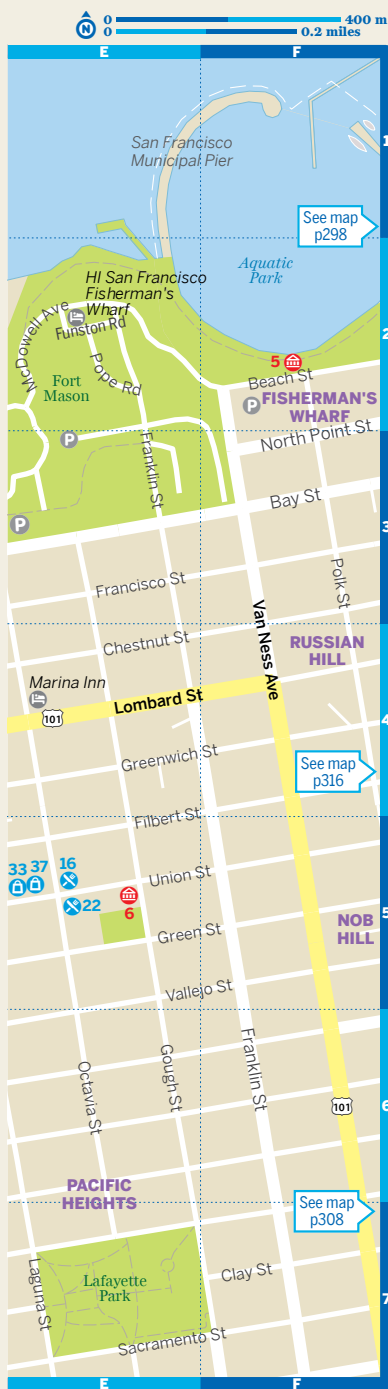 N
0 400 m
0 0.2 miles
E F
1
San Francisco
Municipal Pier
See map
p298
Aquatic
Park
HI San Francisco
Fisherman's
Wharf
McDowell Ave
Funston Rd
2
Pope Rd
Fort
Mason
5
Beach St
P
FISHERMAN'S
WHARF
North Point St
P
Franklin St
Bay St
P
3
Francisco St
Polk St
Van Ness Ave
Chestnut St
RUSSIAN
HILL
Marina Inn
Lombard St
101
4
Greenwich St
See map
p316
Filbert St
33 37 16
Union St
22
6
5
Green St
NOB
HILL
Vallejo St
Octavia St
Gough St
Franklin St
101
6
PACIFIC
HEIGHTS
See map
p308
Laguna St
Lafayette
Park
Clay St
7
Sacramento St
E F